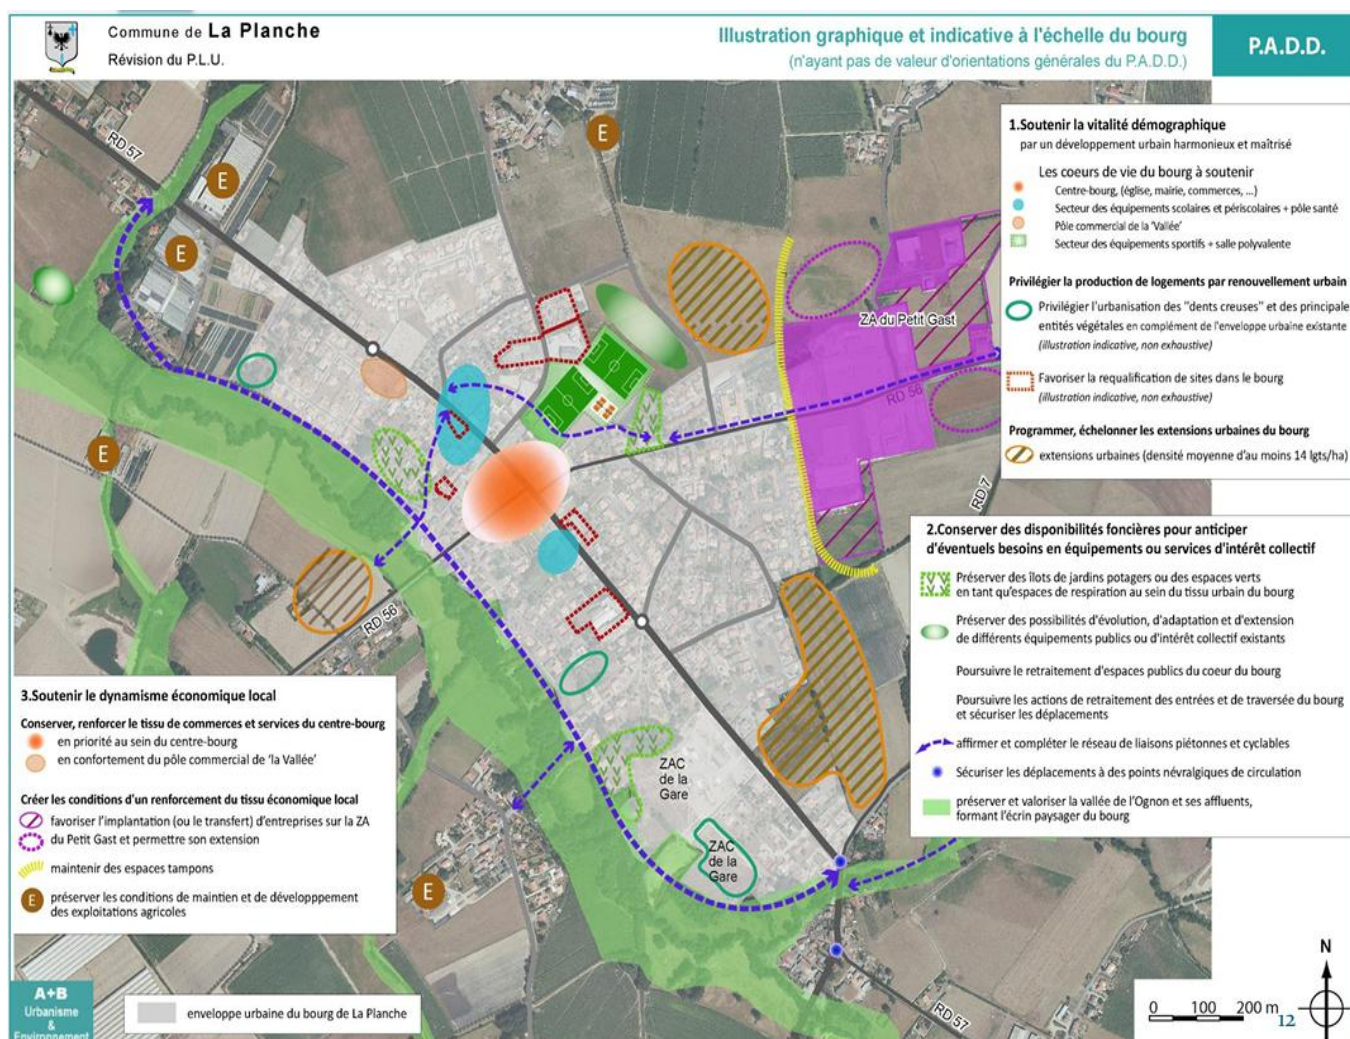 Commune de La Planche
Révision du P.L.U.
Illustration graphique et indicative à l'échelle du bourg
(n'ayant pas de valeur d'orientations générales du P.A.D.D.)
P.A.D.D.
1.Soutenir la vitalité démographique
par un développement urbain harmonieux et maîtrisé
Les coeurs de vie du bourg à soutenir
Centre-bourg, (église, mairie, commerces, ...)
Secteur des équipements scolaires et périscolaires + pôle santé
Pôle commercial de la 'Vallée'
Secteur des équipements sportifs + salle polyvalente
Privilégier la production de logements par renouvellement urbain
Privilégier l'urbanisation des "dents creuses" et des principale
entités végétales en complément de l'enveloppe urbaine existante
(illustration indicative, non exhaustive)
Favoriser la requalification de sites dans le bourg
(illustration indicative, non exhaustive)
Programmer, échelonner les extensions urbaines du bourg
extensions urbaines (densité moyenne d'au moins 14 lgts/ha)
RD 57
E
E
E
E
E
ZA du Petit Gast
RD 56
RD 7
RD 56
ZAC
de la
Gare
ZAC
de la
Gare
RD 57
2.Conserver des disponibilités foncières pour anticiper
d'éventuels besoins en équipements ou services d'intérêt collectif
Préserver des îlots de jardins potagers ou des espaces verts
en tant qu'espaces de respiration au sein du tissu urbain du bourg
Préserver des possibilités d'évolution, d'adaptation et d'extension
de différents équipements publics ou d'intérêt collectif existants
Poursuivre le retraitement d'espaces publics du coeur du bourg
Poursuivre les actions de retraitement des entrées et de traversée du bourg
et sécuriser les déplacements
affirmer et compléter le réseau de liaisons piétonnes et cyclables
Sécuriser les déplacements à des points névralgiques de circulation
préserver et valoriser la vallée de l'Ognon et ses affluents,
formant l'écrin paysager du bourg
3.Soutenir le dynamisme économique local
Conserver, renforcer le tissu de commerces et services du centre-bourg
en priorité au sein du centre-bourg
en confortement du pôle commercial de 'la Vallée'
Créer les conditions d'un renforcement du tissu économique local
favoriser l'implantation (ou le transfert) d'entreprises sur la ZA
du Petit Gast et permettre son extension
maintenir des espaces tampons
E préserver les conditions de maintien et de développpement
des exploitations agricoles
A+B
Urbanisme
&
Environnement
enveloppe urbaine du bourg de La Planche
0 100 200 m
12
N